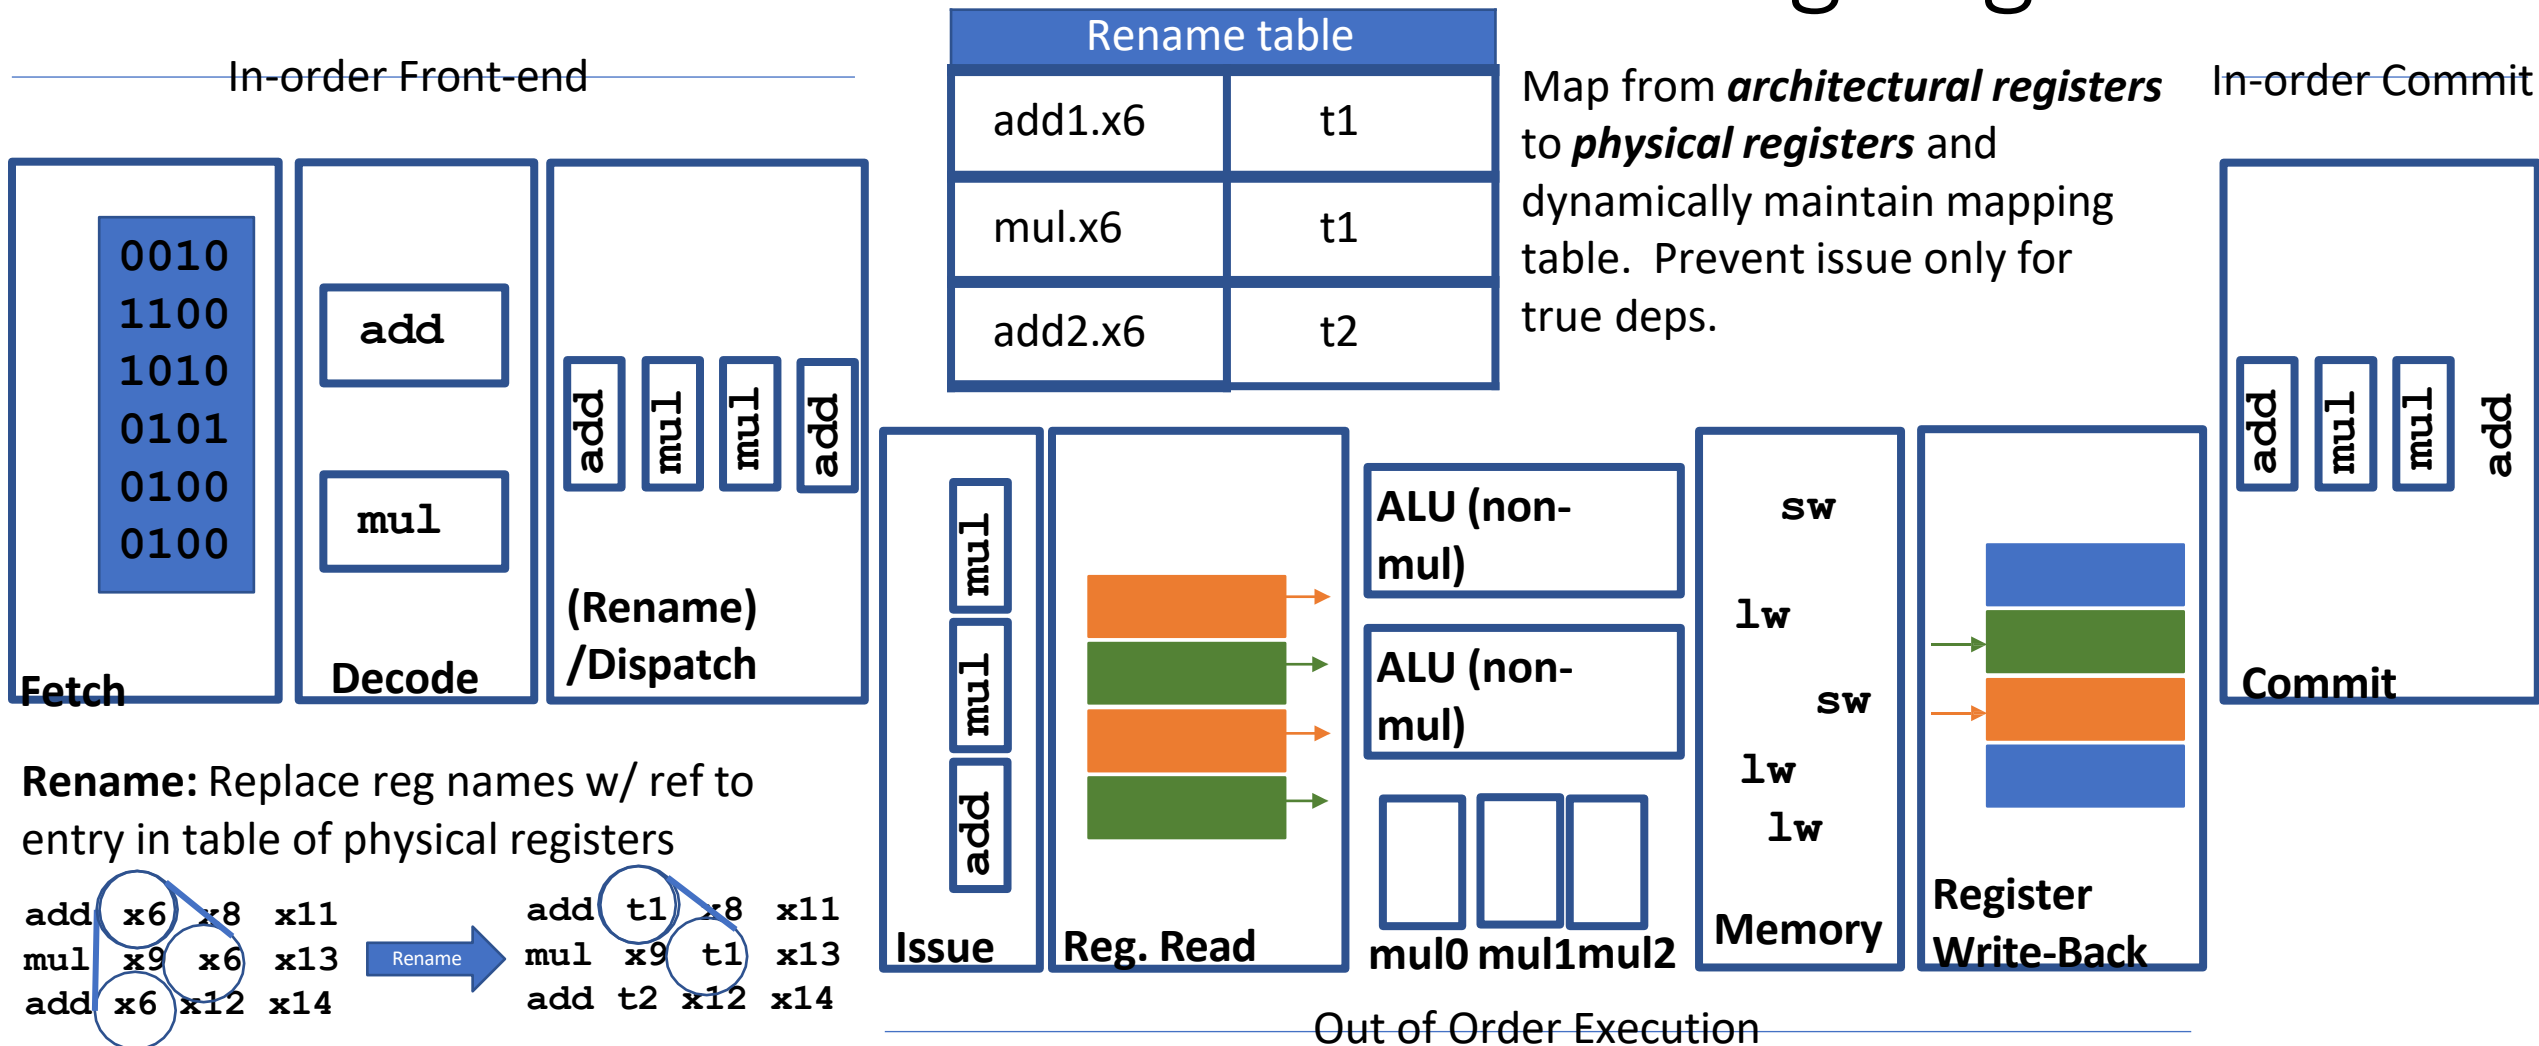 In-order Front-end
Rename table
add1.x6 t1
mul.x6 t1
add2.x6 t2
Map from architectural registers
to physical registers and
dynamically maintain mapping
table. Prevent issue only for
true deps.
In-order Commit
0010
1100
1010
0101
0100
0100
Fetch
add
mul
Decode
add
mul
mul
add
(Rename)
/Dispatch
mul
mul
add
Issue
Reg. Read
ALU (non-
mul)
ALU (non-
mul)
mul0 mul1 mul2
sw
lw
sw
lw
lw
Memory
Register
Write-Back
add
mul
mul
add
Commit
Rename: Replace reg names w/ ref to
entry in table of physical registers
add x6 x8 x11
mul x9 x6 x13
add x6 x12 x14
Rename
add t1 x8 x11
mul x9 t1 x13
add t2 x12 x14
Out of Order Execution